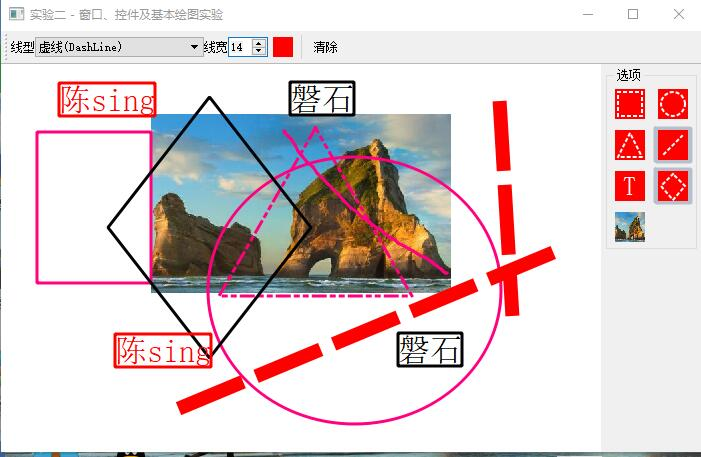 实验二 - 窗口、控件及基本绘图实验
线型 虚线(DashLine) 线宽 14 清除
选项
陈sing 磐石
T
陈sing 磐石